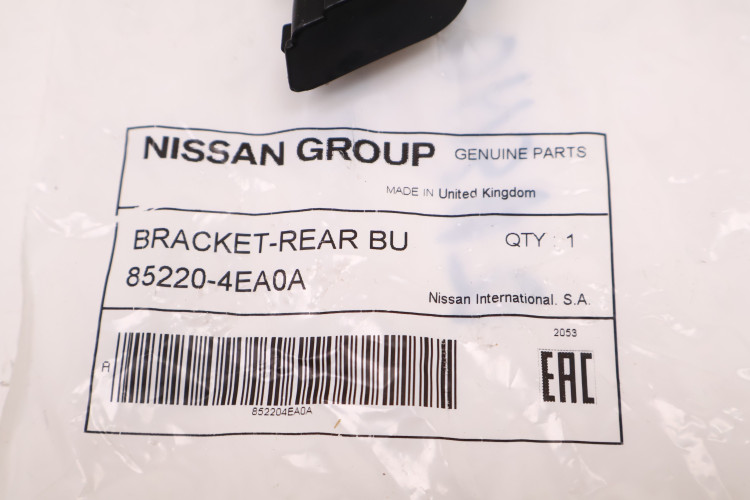 NISSAN GROUP GENUINE PARTS
MADE IN United Kingdom
BRACKET-REAR BU QTY : 1
85220-4EA0A
Nissan International. S.A.
2053
A
EAC
852204EA0A